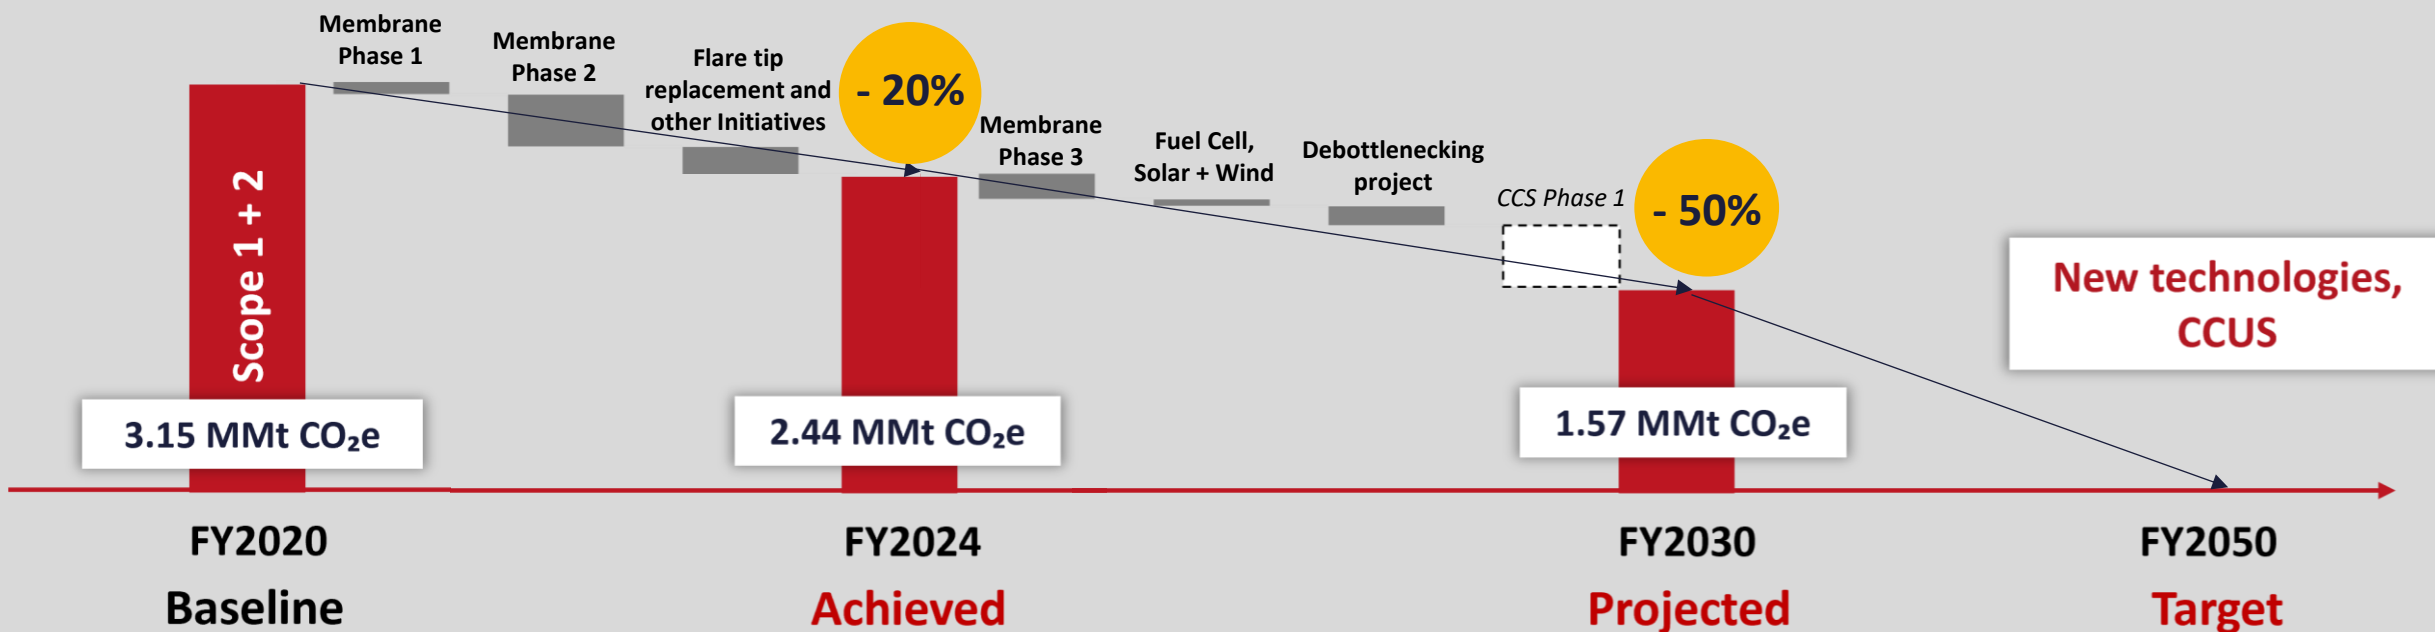 Membrane
Phase 1
Membrane
Phase 2
Flare tip
replacement and
other Initiatives
- 20%
Membrane
Phase 3
Fuel Cell,
Solar + Wind
Debottlenecking
project
CCS Phase 1
- 50%
New technologies,
CCUS
Scope 1 + 2
3.15 MMt CO₂e
2.44 MMt CO₂e
1.57 MMt CO₂e
FY2020
Baseline
FY2024
Achieved
FY2030
Projected
FY2050
Target